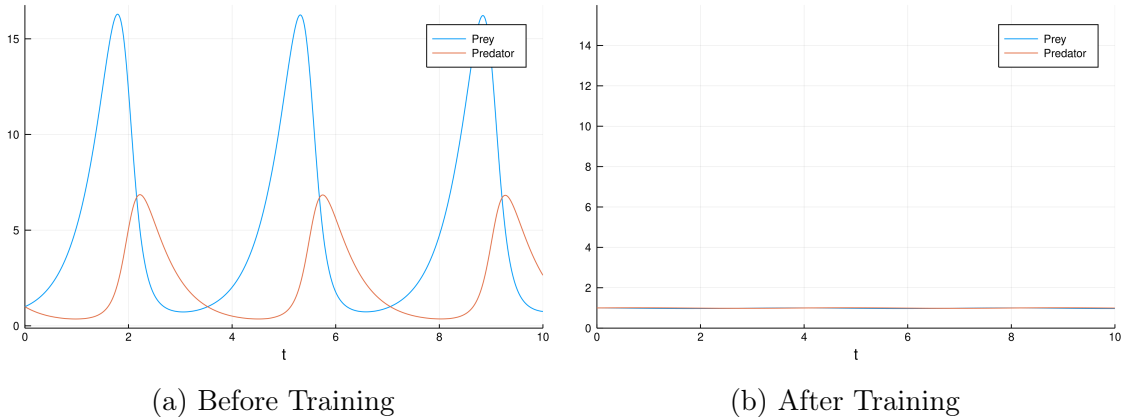 15
10
5
0
Prey
Predator
0 2 4 6 8 10
t
(a) Before Training
14
12
10
8
6
4
2
0
Prey
Predator
0 2 4 6 8 10
t
(b) After Training